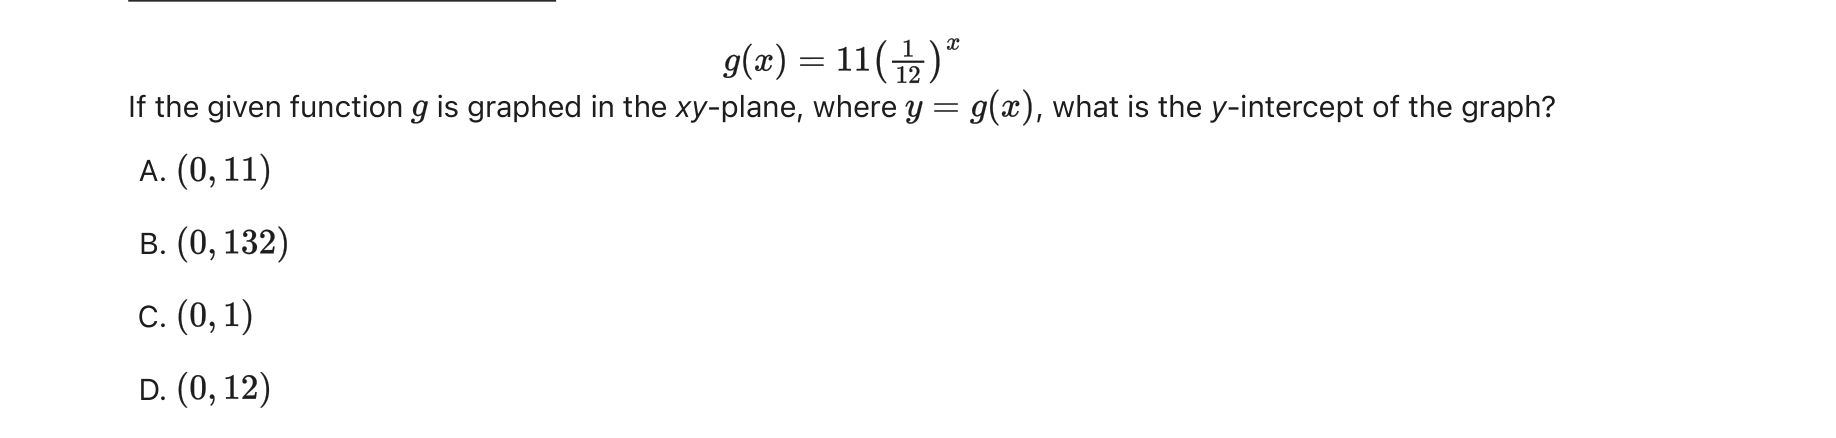 g(x) = 11(1/12)^x
If the given function g is graphed in the xy-plane, where y = g(x), what is the y-intercept of the graph?
A. (0, 11)
B. (0, 132)
C. (0, 1)
D. (0, 12)